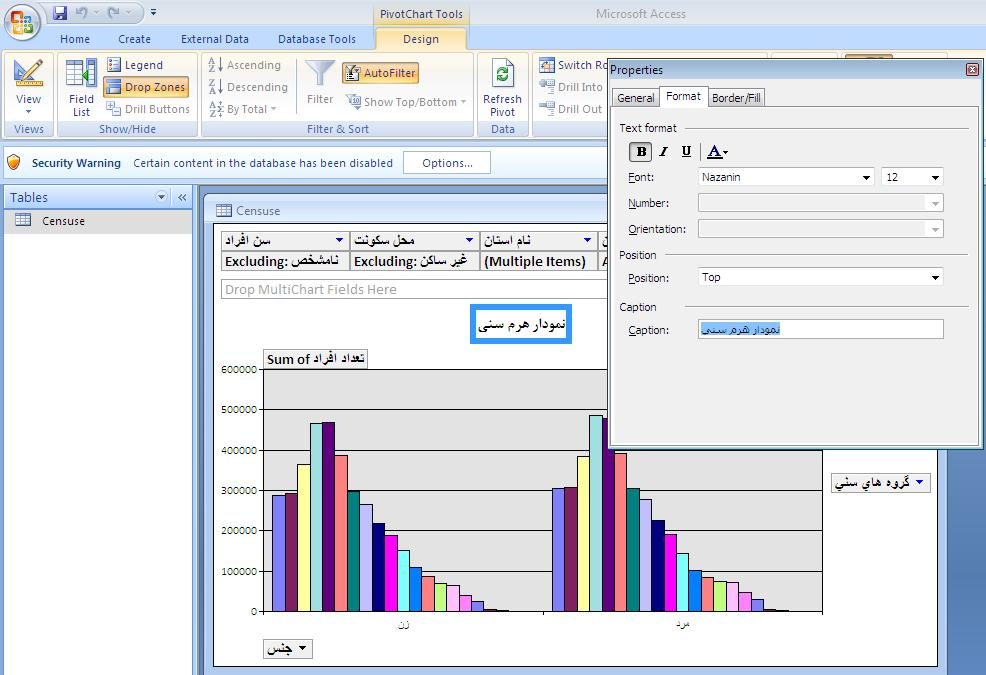 PivotChart Tools
Microsoft Access
Home
Create
External Data
Database Tools
Design
View
Views
Field List
Legend
Drop Zones
Drill Buttons
Show/Hide
Ascending
Descending
By Total
Filter
AutoFilter
Show Top/Bottom
Filter & Sort
Refresh Pivot
Data
Switch
Drill Into
Drill Out
Properties
General
Format
Border/Fill
Text format
B I U A
Font:
Nazanin
12
Number:
Orientation:
Position
Position:
Top
Caption
Caption:
نمودار هرم سنی
Security Warning
Certain content in the database has been disabled
Options...
Tables
Censuse
Censuse
سن افراد
محل سکونت
نام استان
Excluding: نامشخص
Excluding: غیر ساکن
(Multiple Items)
Drop MultiChart Fields Here
نمودار هرم سنی
Sum of تعداد افراد
600000
500000
400000
300000
200000
100000
0
زن
مرد
گروه هاي سني
جنس